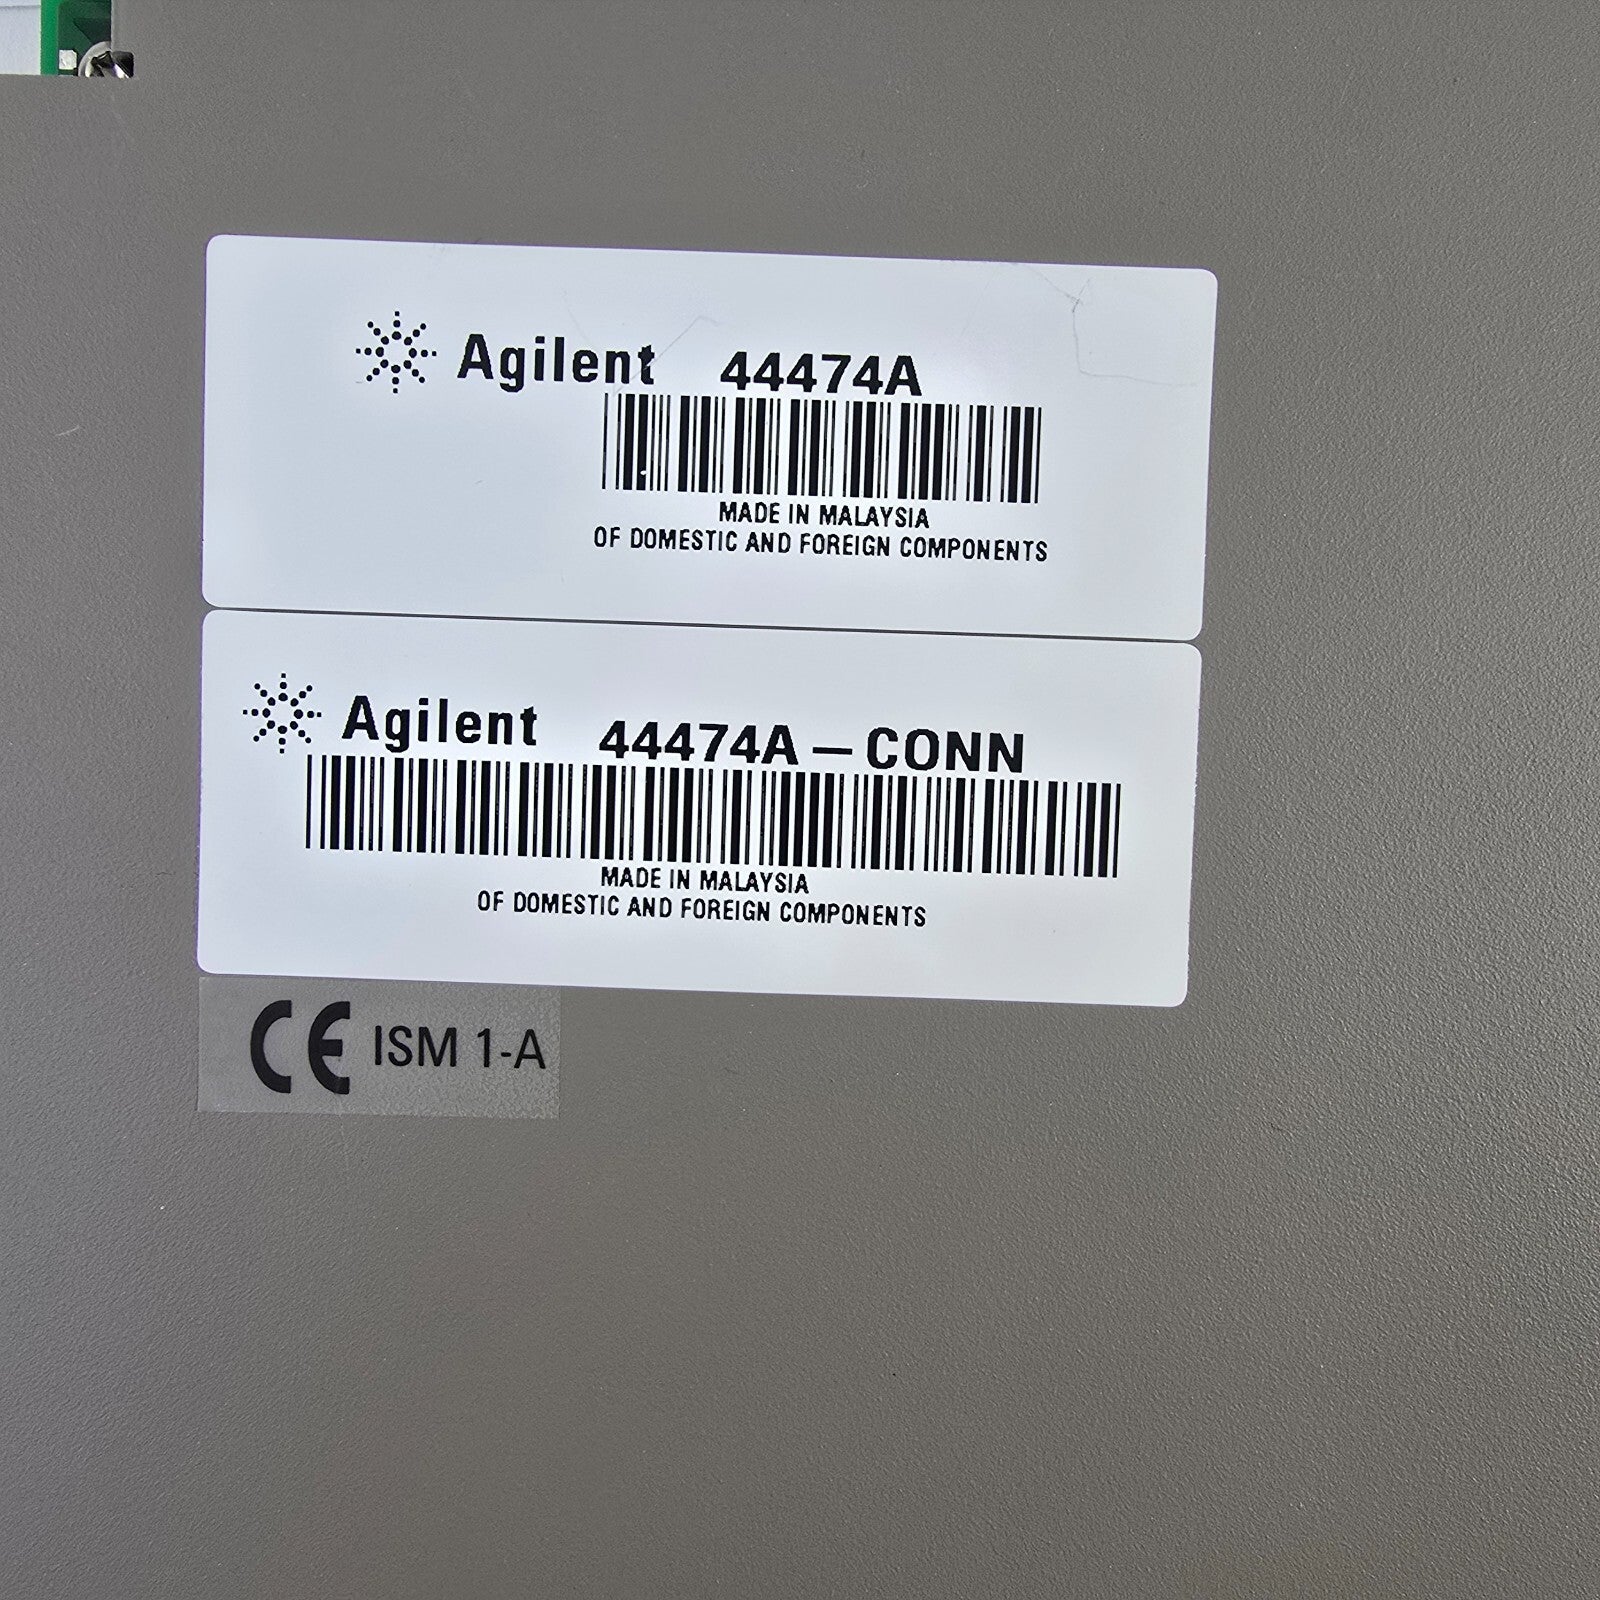 Agilent 44474A
MADE IN MALAYSIA
OF DOMESTIC AND FOREIGN COMPONENTS
Agilent 44474A – CONN
MADE IN MALAYSIA
OF DOMESTIC AND FOREIGN COMPONENTS
CE ISM 1-A